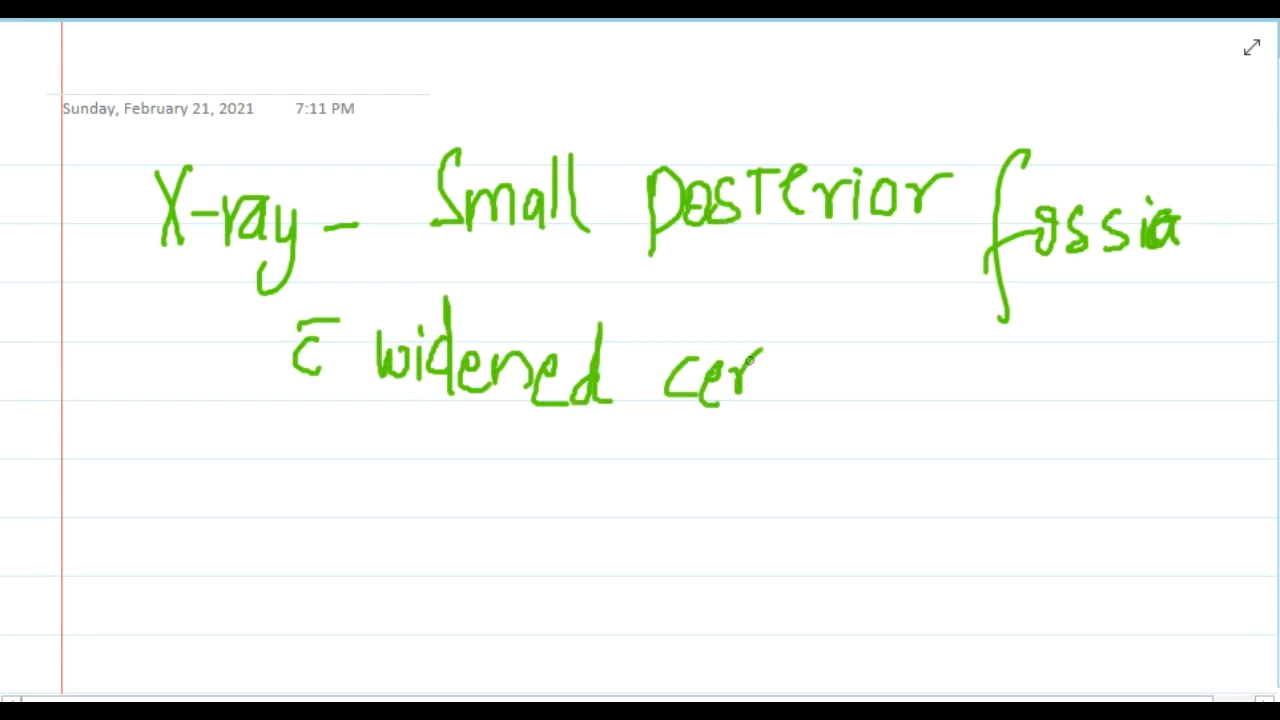 Sunday, February 21, 2021 7:11 PM
X-ray - Small posterior fossia
c̄ widened cer